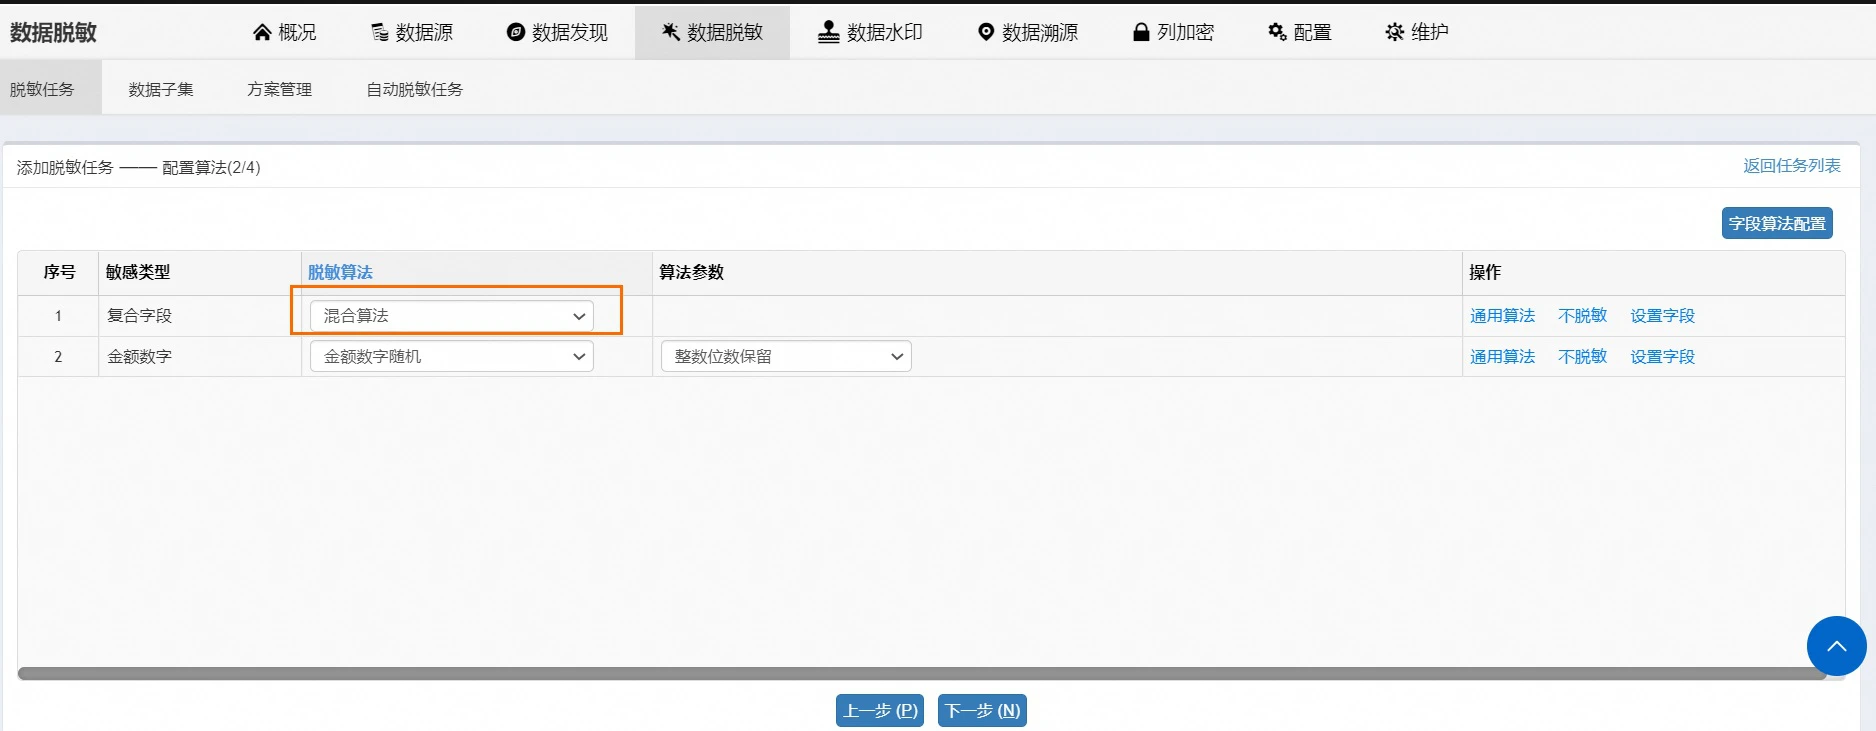 数据脱敏 概况 数据源 数据发现 数据脱敏 数据水印 数据溯源 列加密 配置 维护
脱敏任务 数据子集 方案管理 自动脱敏任务
添加脱敏任务 —— 配置算法(2/4) 返回任务列表
字段算法配置
序号 敏感类型 脱敏算法 算法参数 操作
1 复合字段 混合算法 通用算法 不脱敏 设置字段
2 金额数字 金额数字随机 整数位数保留 通用算法 不脱敏 设置字段
上一步 (P) 下一步 (N)